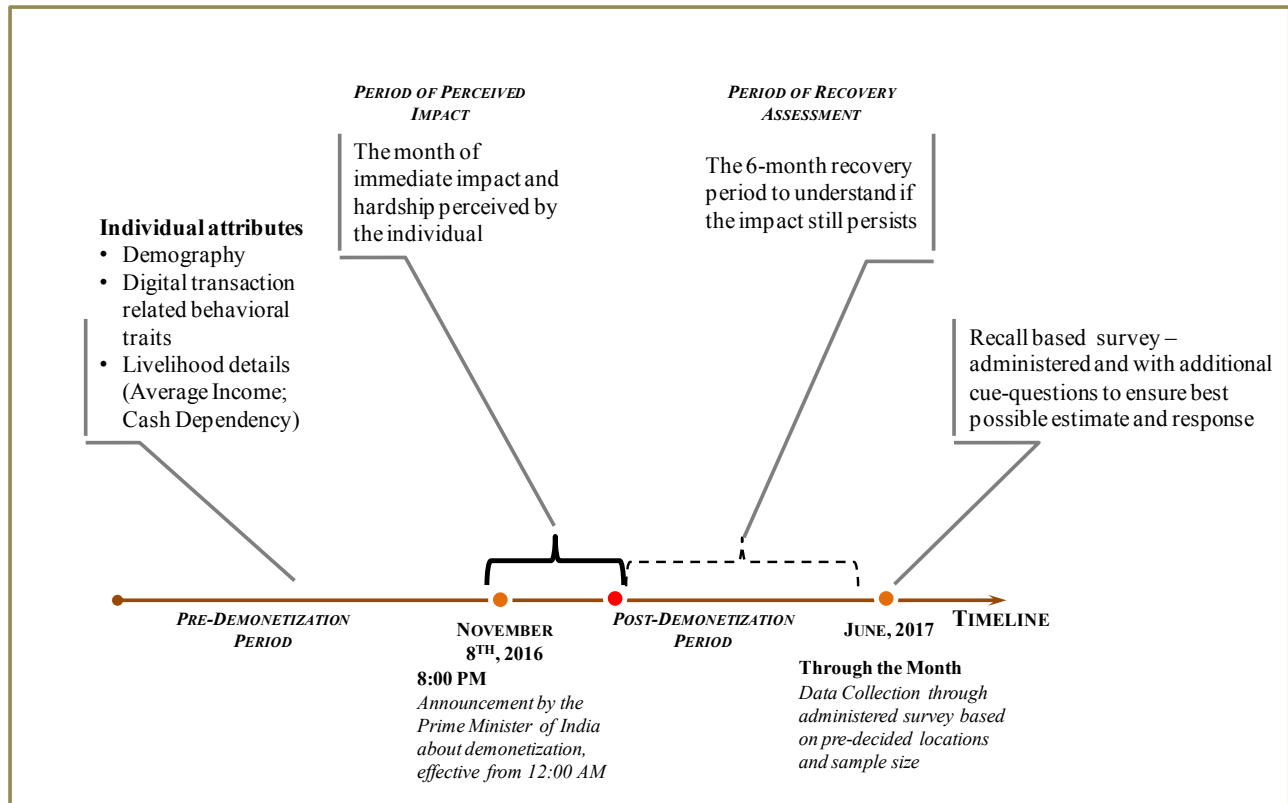 PERIOD OF PERCEIVED
IMPACT
The month of
immediate impact and
hardship perceived by
the individual
PERIOD OF RECOVERY
ASSESSMENT
The 6-month recovery
period to understand if
the impact still persists
Individual attributes
• Demography
• Digital transaction
related behavioral
traits
• Livelihood details
(Average Income;
Cash Dependency)
Recall based survey –
administered and with additional
cue-questions to ensure best
possible estimate and response
PRE-DEMONETIZATION
PERIOD
NOVEMBER
8TH, 2016
8:00 PM
Announcement by the
Prime Minister of India
about demonetization,
effective from 12:00 AM
POST-DEMONETIZATION
PERIOD
JUNE, 2017
TIMELINE
Through the Month
Data Collection through
administered survey based
on pre-decided locations
and sample size